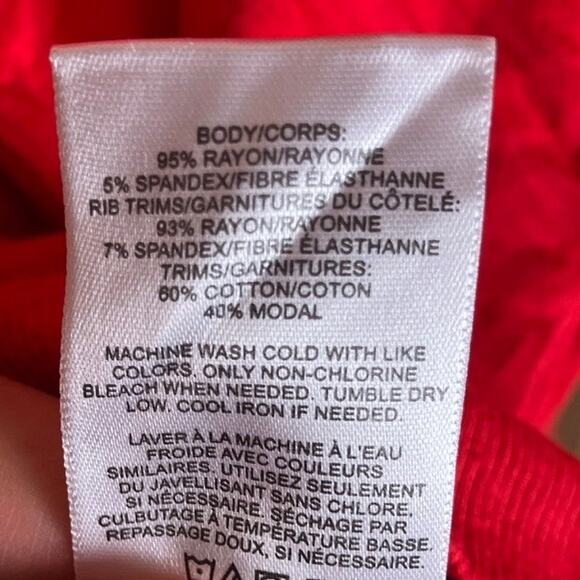 BODY/CORPS:
95% RAYON/RAYONNE
5% SPANDEX/FIBRE ÉLASTHANNE
RIB TRIMS/GARNITURES DU CÔTELÉ:
93% RAYON/RAYONNE
7% SPANDEX/FIBRE ÉLASTHANNE
TRIMS/GARNITURES:
60% COTTON/COTON
40% MODAL
MACHINE WASH COLD WITH LIKE
COLORS. ONLY NON-CHLORINE
BLEACH WHEN NEEDED. TUMBLE DRY
LOW. COOL IRON IF NEEDED.
LAVER À LA MACHINE À L'EAU
FROIDE AVEC COULEURS
SIMILAIRES. UTILISEZ SEULEMENT
DU JAVELLISANT SANS CHLORE,
SI NÉCESSAIRE. SÉCHAGE PAR
CULBUTAGE À TEMPÉRATURE BASSE.
REPASSAGE DOUX, SI NÉCESSAIRE.